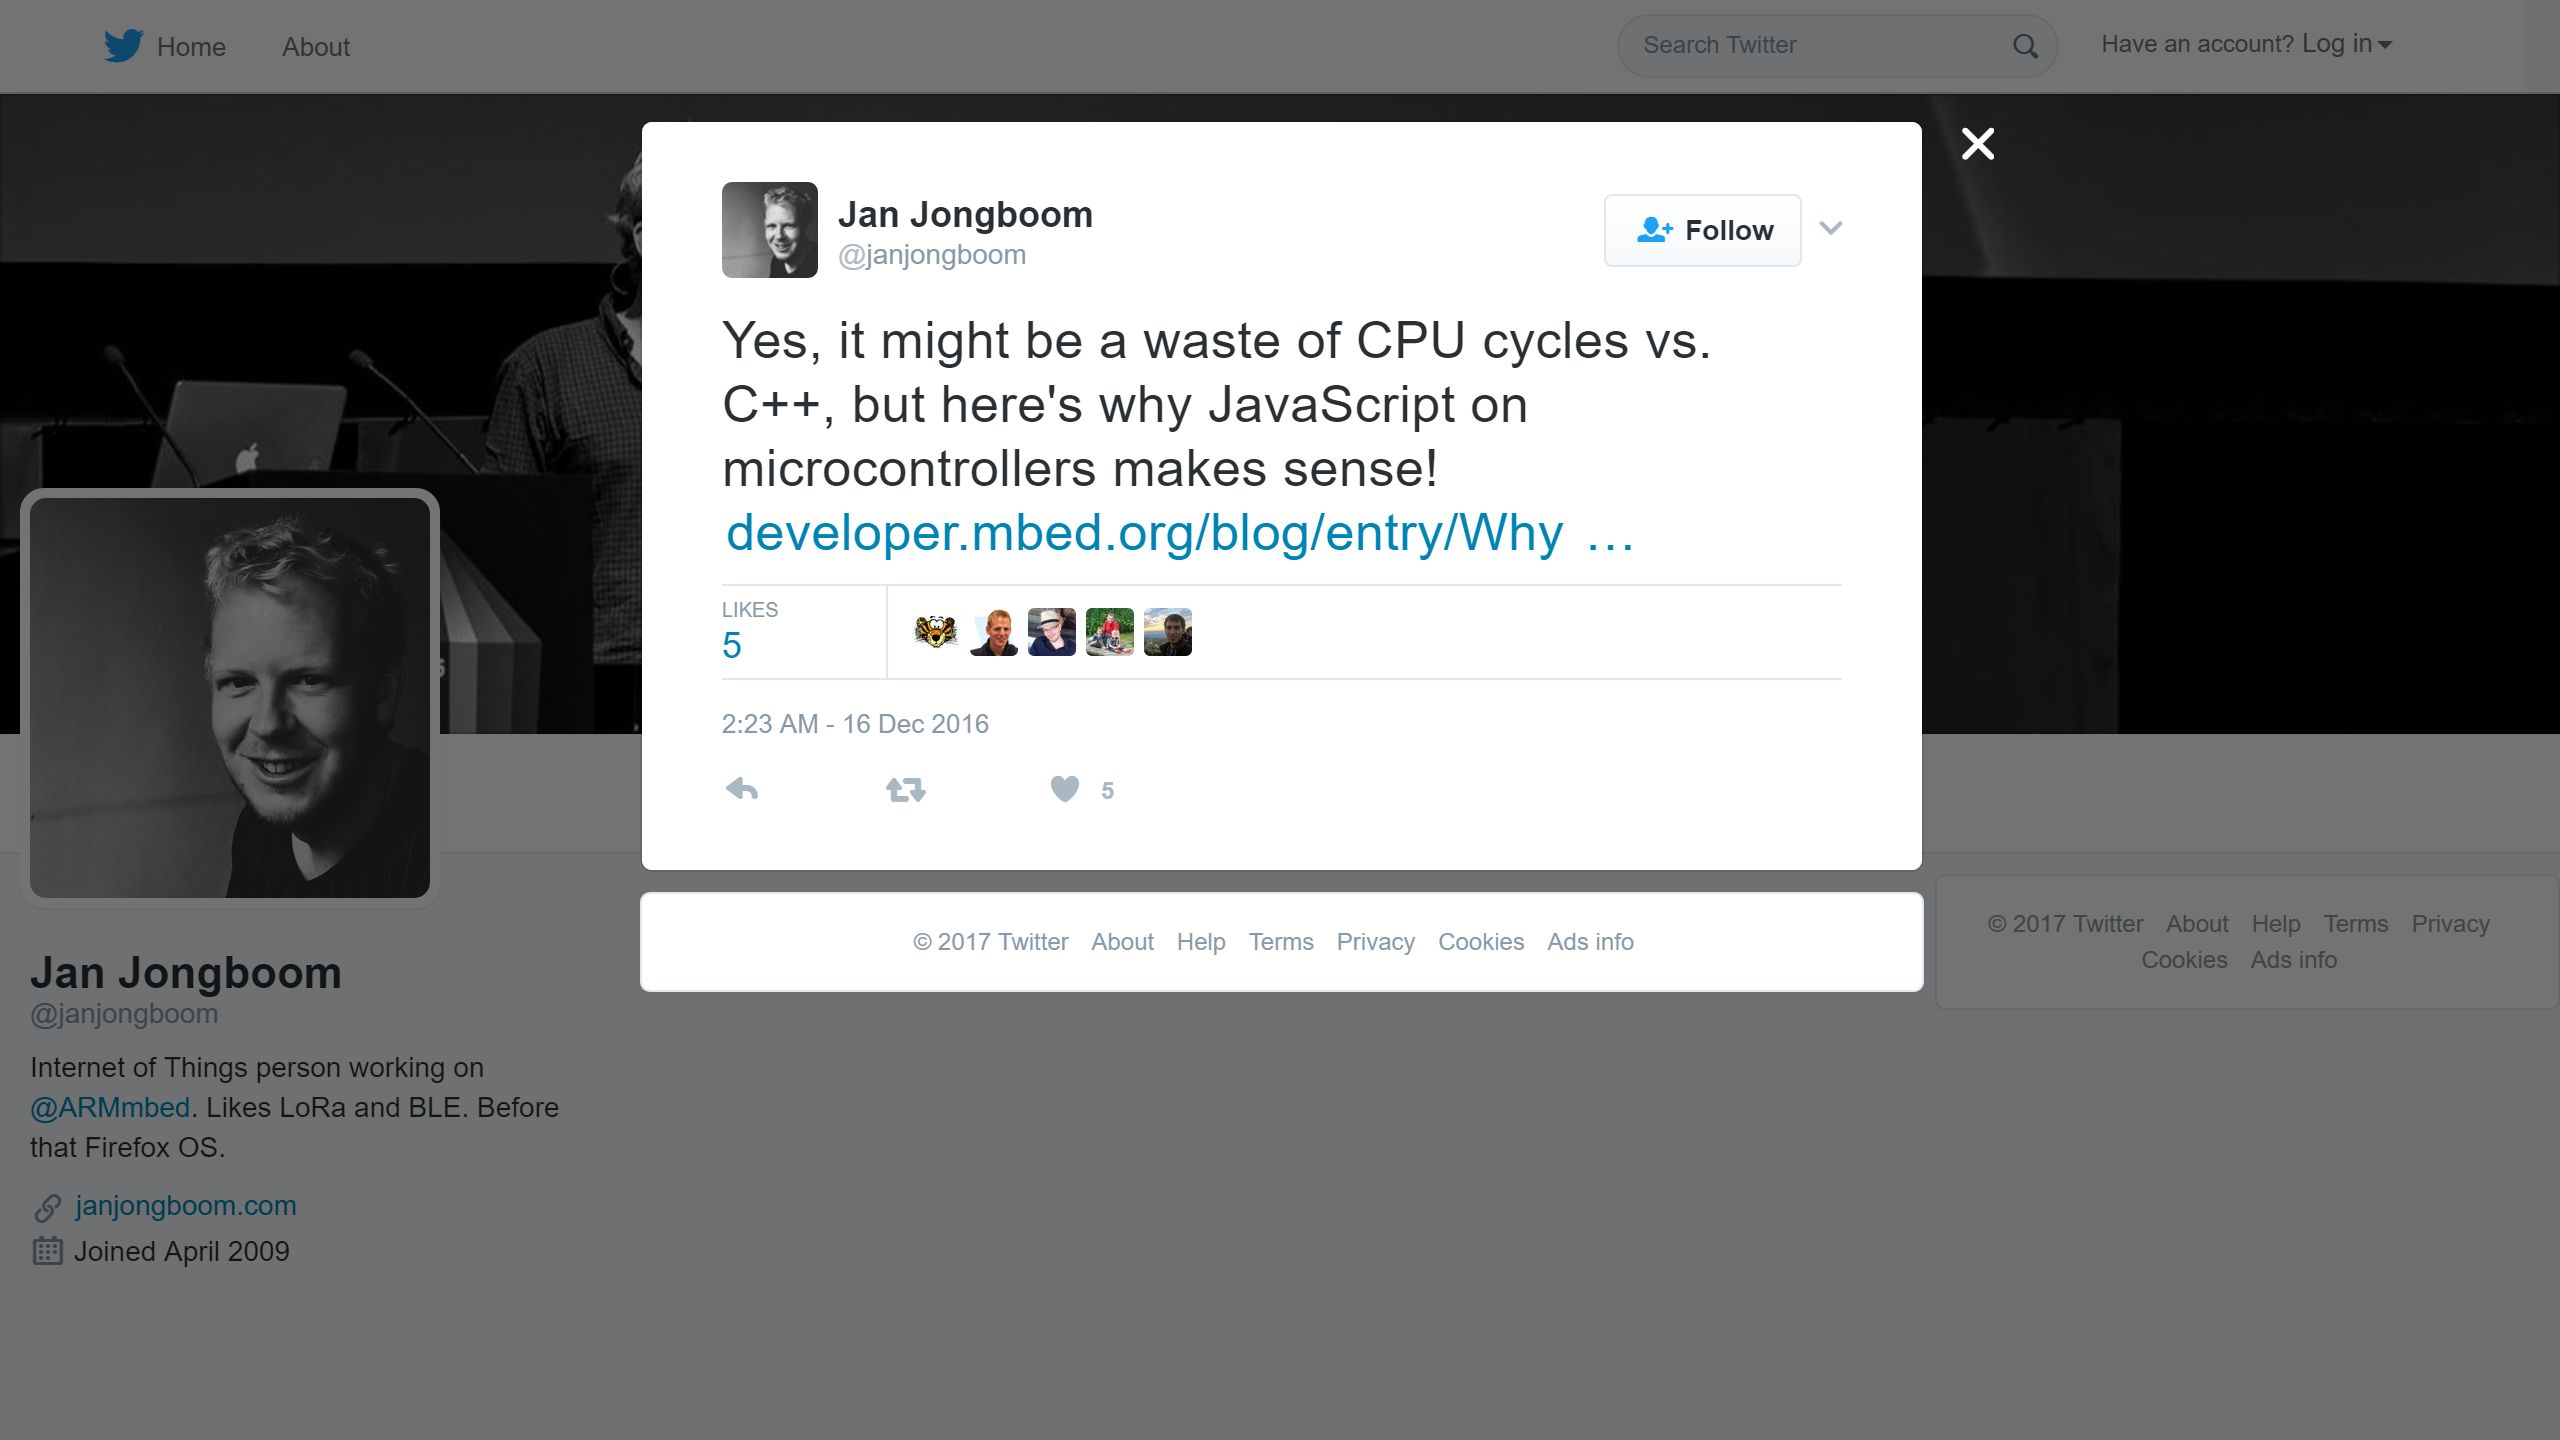 Home About
Search Twitter
Have an account? Log in
Jan Jongboom
@janjongboom
Follow
Yes, it might be a waste of CPU cycles vs.
C++, but here's why JavaScript on
microcontrollers makes sense!
developer.mbed.org/blog/entry/Why …
LIKES
5
2:23 AM - 16 Dec 2016
5
© 2017 Twitter About Help Terms Privacy Cookies Ads info
Jan Jongboom
@janjongboom
Internet of Things person working on
@ARMmbed. Likes LoRa and BLE. Before
that Firefox OS.
janjongboom.com
Joined April 2009
© 2017 Twitter About Help Terms Privacy
Cookies Ads info